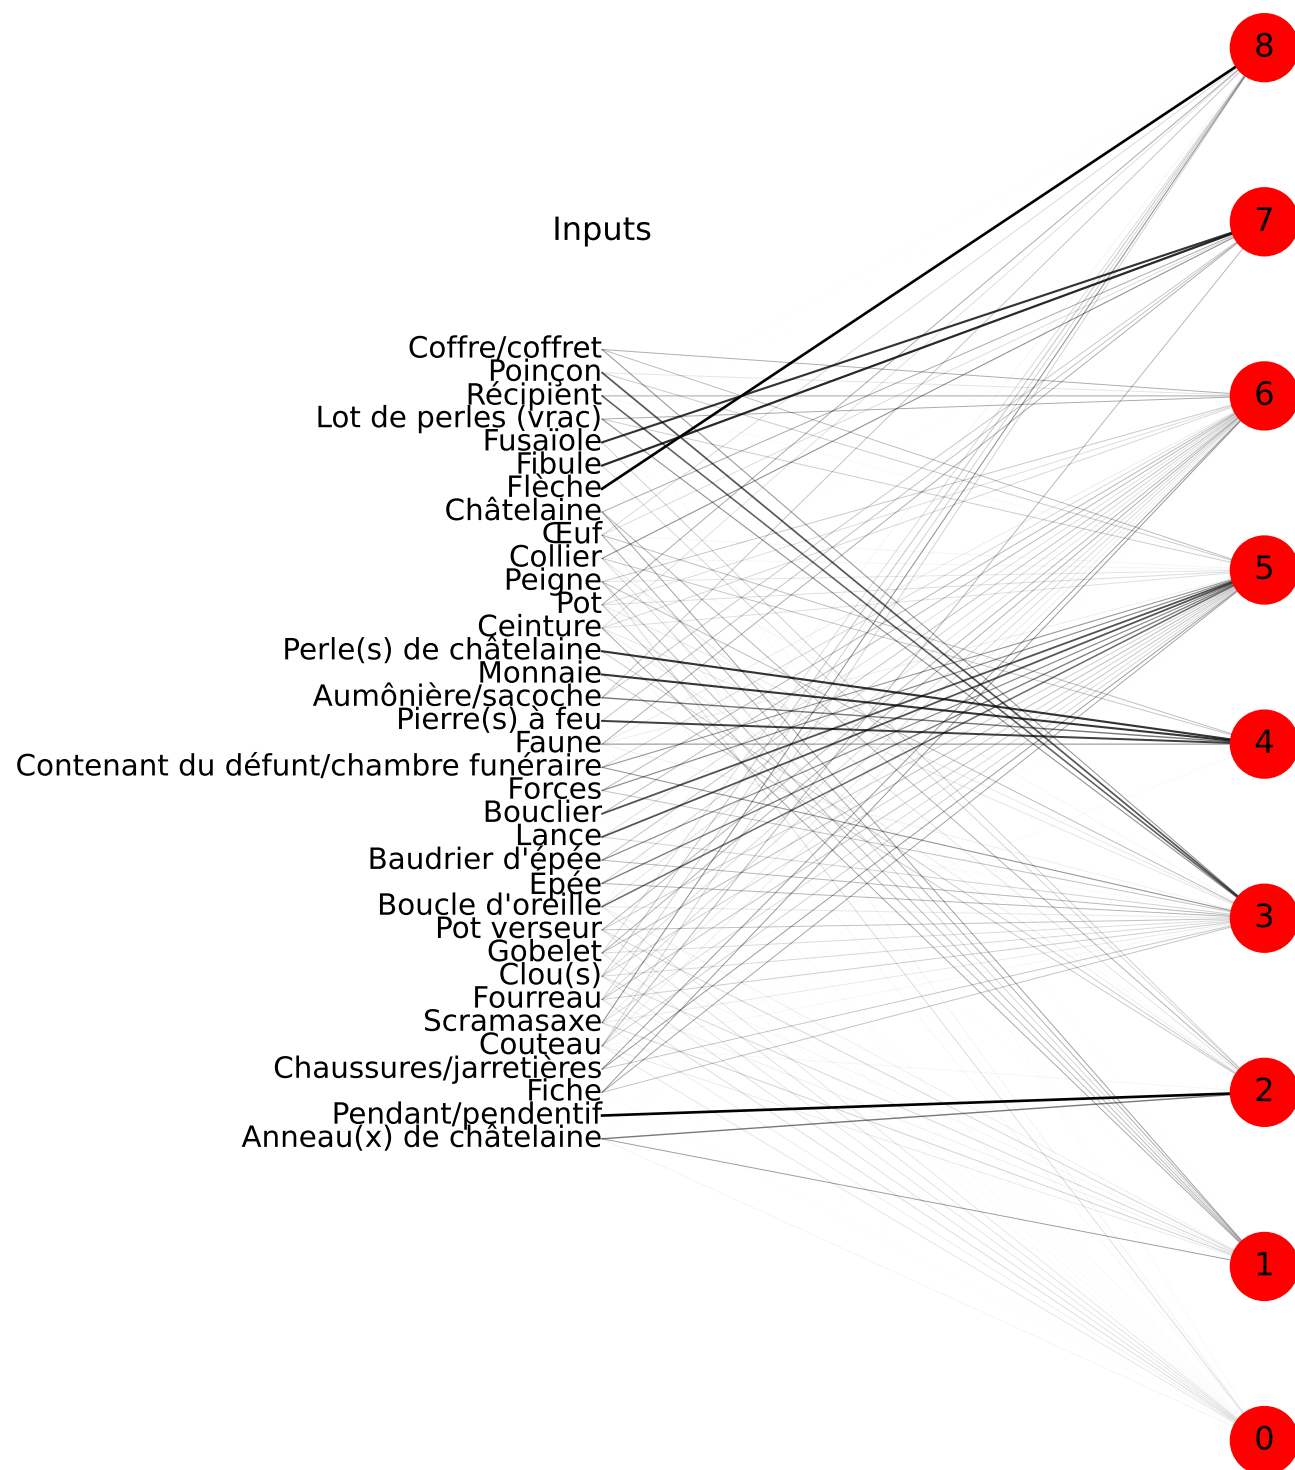 8
7
Inputs
Coffre/coffret
Poinçon
Récipient
6
Lot de perles (vrac)
Fusaïole
Fibule
Flèche
Châtelaine
Œuf
Collier
5
Peigne
Pot
Ceinture
Perle(s) de châtelaine
Monnaie
Aumônière/sacoche
Pierre(s) à feu
Faune
4
Contenant du défunt/chambre funéraire
Forces
Bouclier
Lance
Baudrier d'épée
Épée
Boucle d'oreille
3
Pot verseur
Gobelet
Clou(s)
Fourreau
Scramasaxe
Couteau
Chaussures/jarretières
Fiche
2
Pendant/pendentif
Anneau(x) de châtelaine
1
0